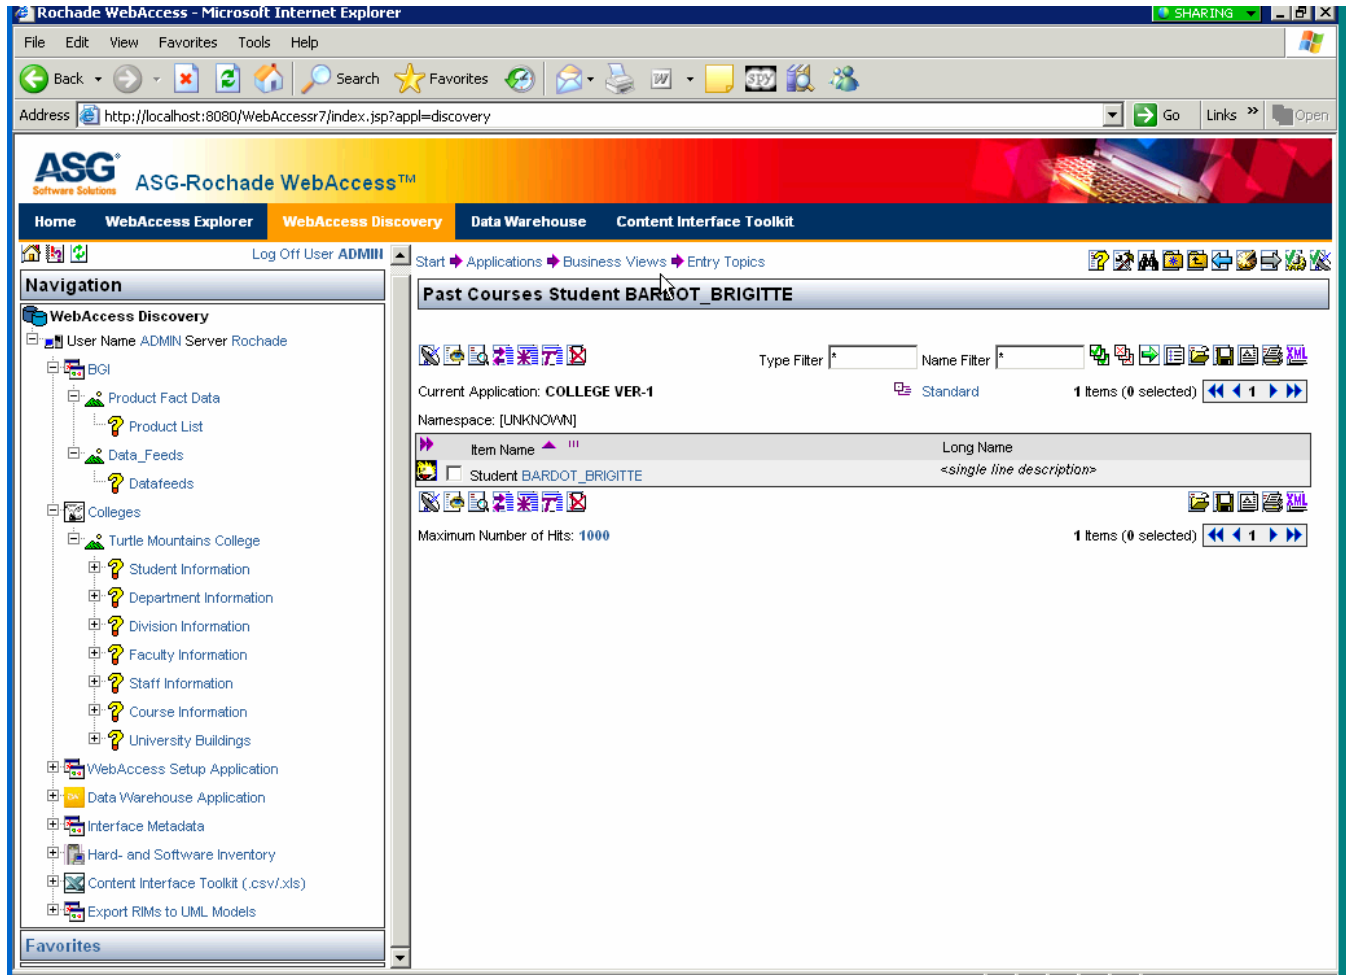 Rochade WebAccess - Microsoft Internet Explorer SHARING
File Edit View Favorites Tools Help
Back Search Favorites SPY
Address http://localhost:8080/WebAccessr7/index.jsp?appl=discovery Go Links » Open
ASG® Software Solutions ASG-Rochade WebAccess™
Home WebAccess Explorer WebAccess Discovery Data Warehouse Content Interface Toolkit
Log Off User ADMIN
Start Applications Business Views Entry Topics
Navigation
Past Courses Student BARDOT_BRIGITTE
WebAccess Discovery
User Name ADMIN Server Rochade
BGI
Product Fact Data
Product List
Data_Feeds
Datafeeds
Colleges
Turtle Mountains College
Student Information
Department Information
Division Information
Faculty Information
Staff Information
Course Information
University Buildings
WebAccess Setup Application
Data Warehouse Application
Interface Metadata
Hard- and Software Inventory
Content Interface Toolkit (.csv/.xls)
Export RIMs to UML Models
Favorites
Type Filter * Name Filter * XML
Current Application: COLLEGE VER-1 Standard 1 Items (0 selected) 1
Namespace: [UNKNOWN]
Item Name Long Name
Student BARDOT_BRIGITTE <single line description>
XML
Maximum Number of Hits: 1000 1 Items (0 selected) 1